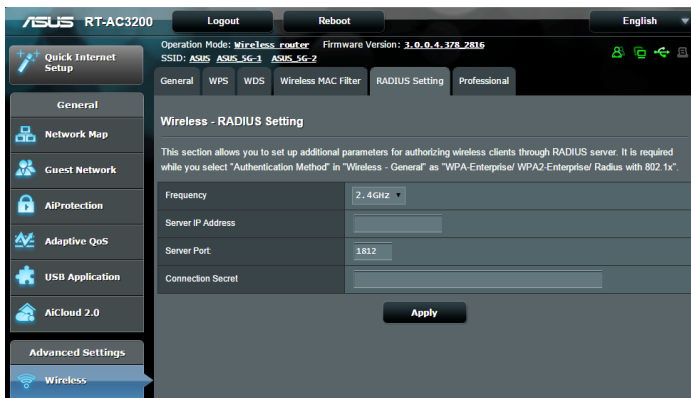 ASUS RT-AC3200 Logout Reboot English
Quick Internet Setup
Operation Mode: Wireless router Firmware Version: 3.0.0.4.378_2816
SSID: ASUS ASUS_5G-1 ASUS_5G-2
General WPS WDS Wireless MAC Filter RADIUS Setting Professional
General
Network Map
Guest Network
AiProtection
Adaptive QoS
USB Application
AiCloud 2.0
Advanced Settings
Wireless
Wireless - RADIUS Setting
This section allows you to set up additional parameters for authorizing wireless clients through RADIUS server. It is required
while you select "Authentication Method" in "Wireless - General" as "WPA-Enterprise/ WPA2-Enterprise/ Radius with 802.1x".
Frequency 2.4GHz
Server IP Address
Server Port: 1812
Connection Secret
Apply